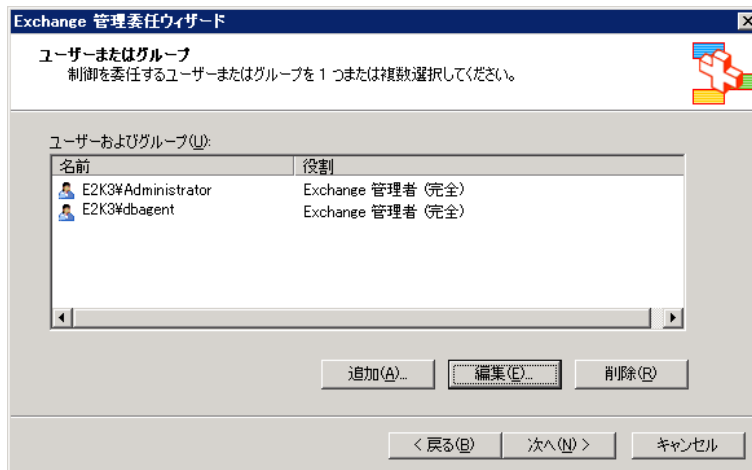 Exchange 管理委任ウィザード
ユーザーまたはグループ
制御を委任するユーザーまたはグループを 1 つまたは複数選択してください。
ユーザーおよびグループ(U):
名前 役割
E2K3¥Administrator Exchange 管理者 (完全)
E2K3¥dbagent Exchange 管理者 (完全)
追加(A)... 編集(E)... 削除(R)
< 戻る(B) 次へ(N) > キャンセル